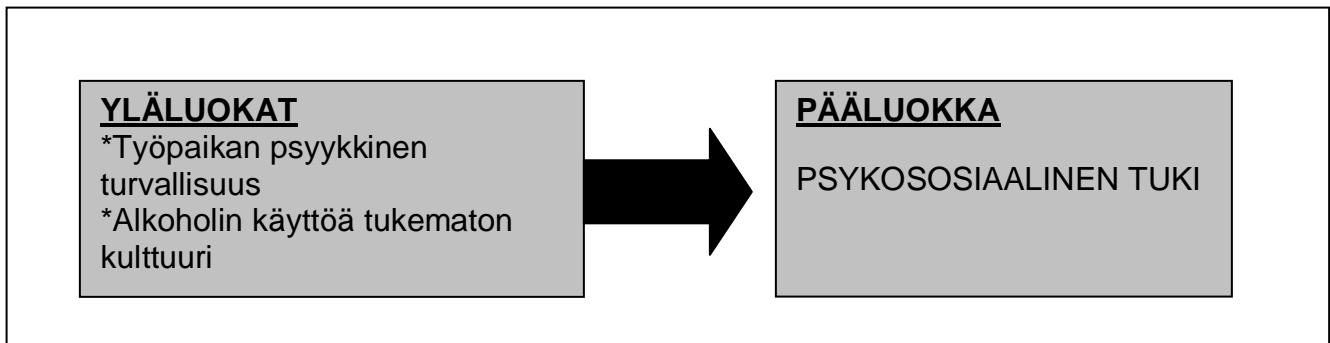 YLÄLUOKAT
*Työpaikan psyykkinen
turvallisuus
*Alkoholin käyttöä tukematon
kulttuuri
PÄÄLUOKKA
PSYKOSOSIAALINEN TUKI